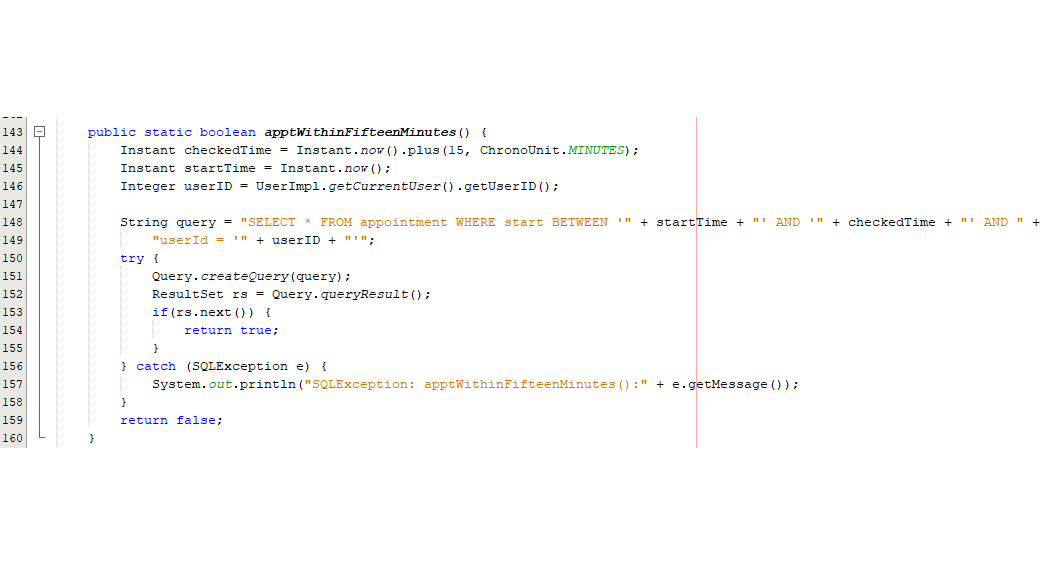 143 public static boolean apptWithinFifteenMinutes() {
144 Instant checkedTime = Instant.now().plus(15, ChronoUnit.MINUTES);
145 Instant startTime = Instant.now();
146 Integer userID = UserImpl.getCurrentUser().getUserID();
147
148 String query = "SELECT * FROM appointment WHERE start BETWEEN '" + startTime + "' AND '" + checkedTime + "' AND " +
149 "userId = '" + userID + "'";
150 try {
151 Query.createQuery(query);
152 ResultSet rs = Query.queryResult();
153 if(rs.next()) {
154 return true;
155 }
156 } catch (SQLException e) {
157 System.out.println("SQLException: apptWithinFifteenMinutes():" + e.getMessage());
158 }
159 return false;
160 }